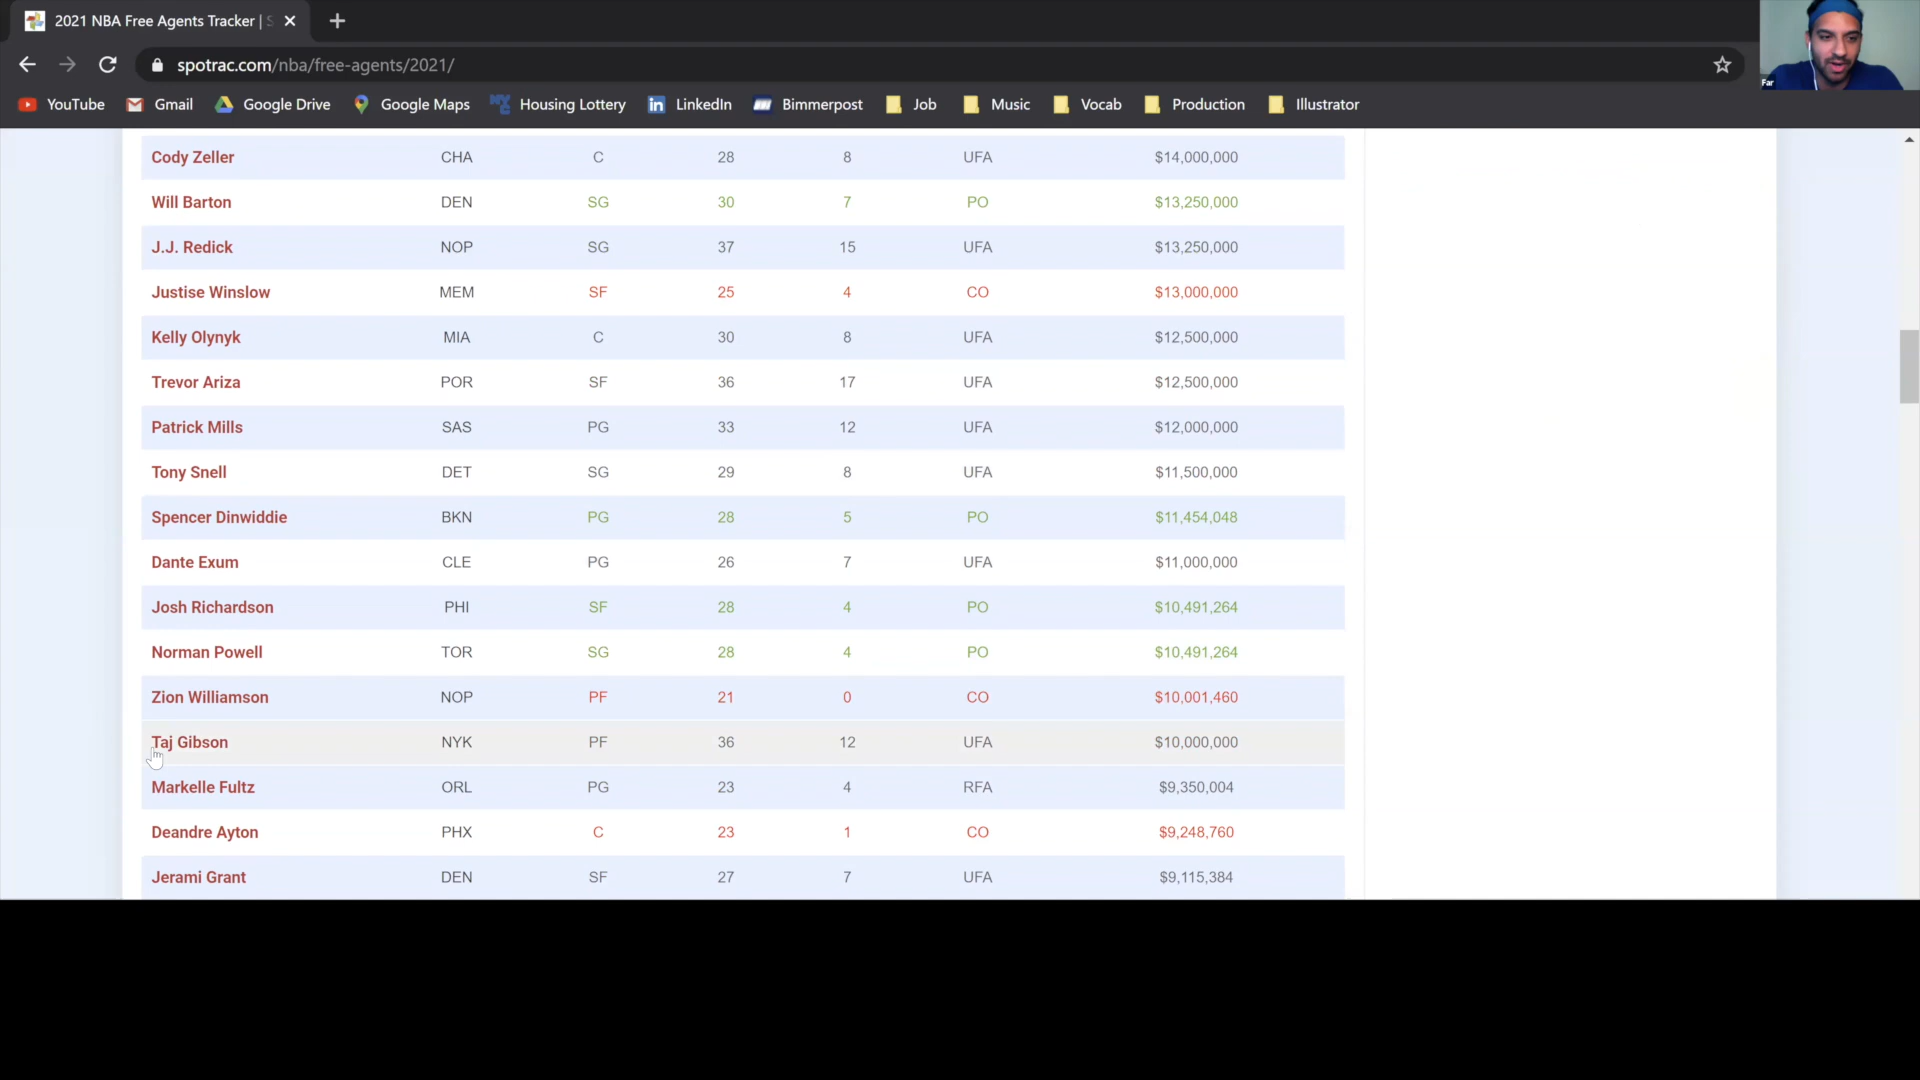 2021 NBA Free Agents Tracker | S
spotrac.com/nba/free-agents/2021/
YouTube Gmail Google Drive Google Maps Housing Lottery LinkedIn Bimmerpost Job Music Vocab Production Illustrator
Far
Cody Zeller CHA C 28 8 UFA $14,000,000
Will Barton DEN SG 30 7 PO $13,250,000
J.J. Redick NOP SG 37 15 UFA $13,250,000
Justise Winslow MEM SF 25 4 CO $13,000,000
Kelly Olynyk MIA C 30 8 UFA $12,500,000
Trevor Ariza POR SF 36 17 UFA $12,500,000
Patrick Mills SAS PG 33 12 UFA $12,000,000
Tony Snell DET SG 29 8 UFA $11,500,000
Spencer Dinwiddie BKN PG 28 5 PO $11,454,048
Dante Exum CLE PG 26 7 UFA $11,000,000
Josh Richardson PHI SF 28 4 PO $10,491,264
Norman Powell TOR SG 28 4 PO $10,491,264
Zion Williamson NOP PF 21 0 CO $10,001,460
Taj Gibson NYK PF 36 12 UFA $10,000,000
Markelle Fultz ORL PG 23 4 RFA $9,350,004
Deandre Ayton PHX C 23 1 CO $9,248,760
Jerami Grant DEN SF 27 7 UFA $9,115,384